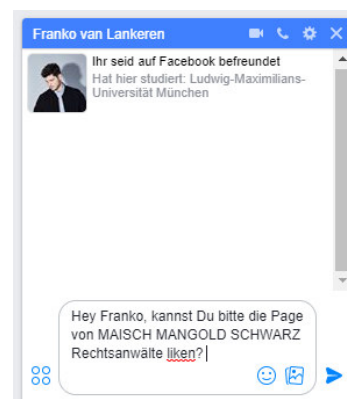 Franko van Lankeren
Ihr seid auf Facebook befreundet
Hat hier studiert: Ludwig-Maximilians-
Universität München
Hey Franko, kannst Du bitte die Page
von MAISCH MANGOLD SCHWARZ
Rechtsanwälte liken?